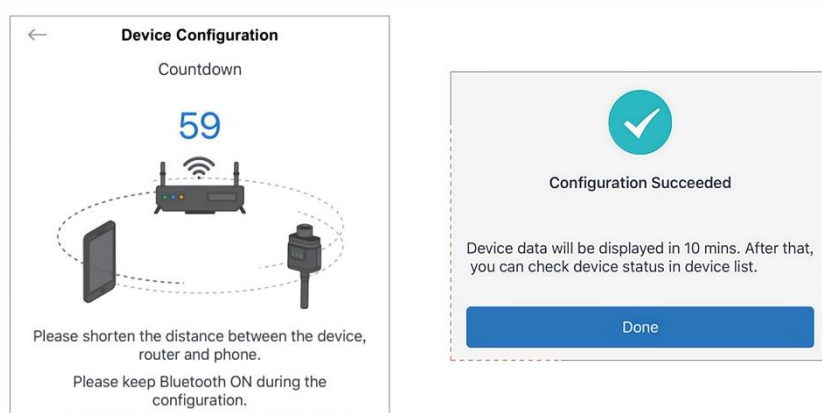 Device Configuration
Countdown
59
Please shorten the distance between the device,
router and phone.
Please keep Bluetooth ON during the
configuration.
Configuration Succeeded
Device data will be displayed in 10 mins. After that,
you can check device status in device list.
Done